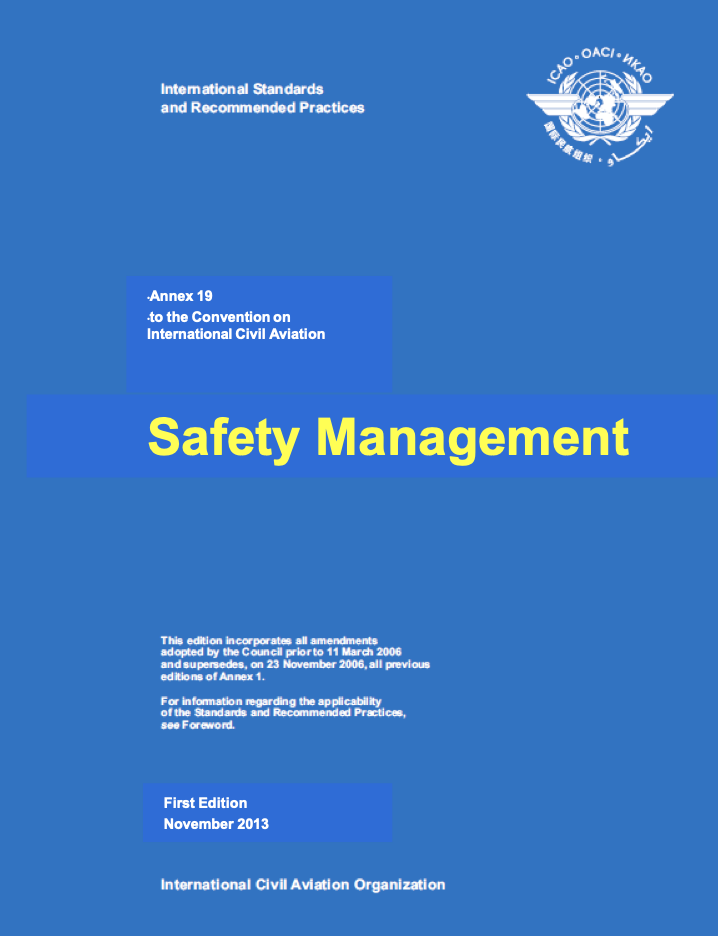 International Standards
and Recommended Practices
ICAO • OACI • ИКАО
国际民航组织 • إيكاو
·Annex 19
·to the Convention on
International Civil Aviation
Safety Management
This edition incorporates all amendments
adopted by the Council prior to 11 March 2006
and supersedes, on 23 November 2006, all previous
editions of Annex 1.
For information regarding the applicability
of the Standards and Recommended Practices,
see Foreword.
First Edition
November 2013
International Civil Aviation Organization